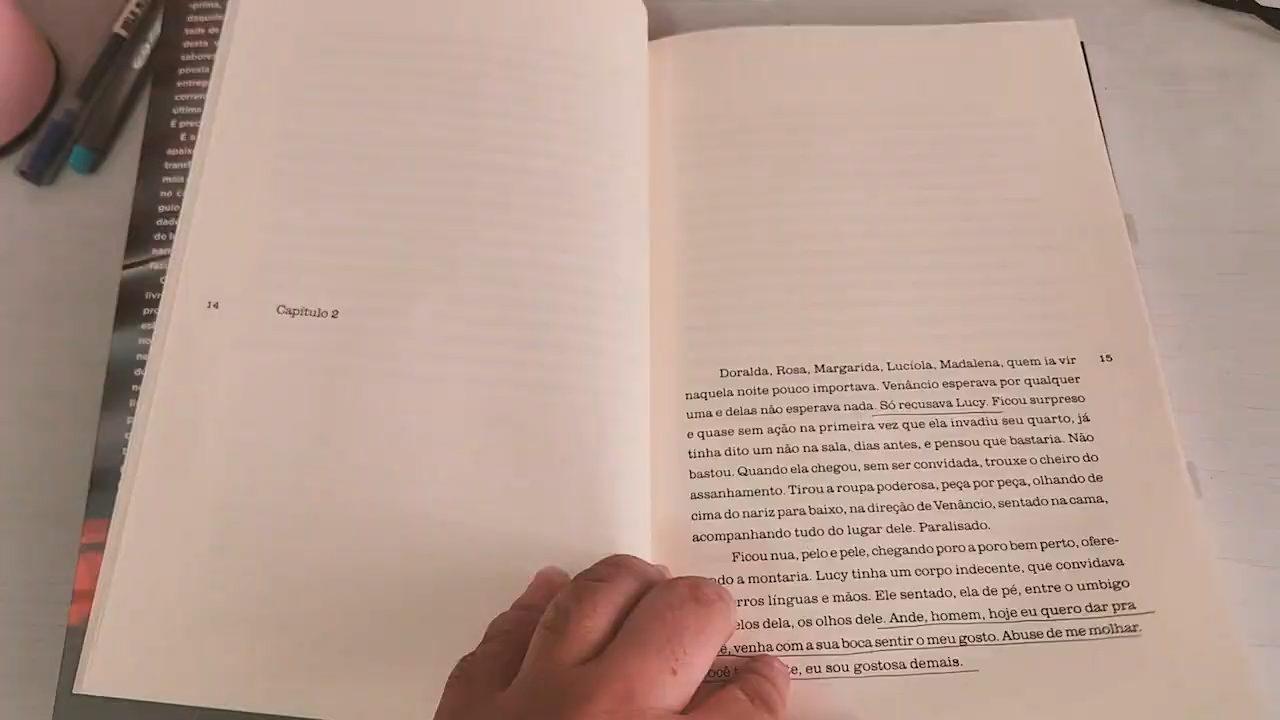 14
Capítulo 2
15
Doralda, Rosa, Margarida, Lucíola, Madalena, quem ia vir
naquela noite pouco importava. Venâncio esperava por qualquer
uma e delas não esperava nada. Só recusava Lucy. Ficou surpreso
e quase sem ação na primeira vez que ela invadiu seu quarto, já
tinha dito um não na sala, dias antes, e pensou que bastaria. Não
bastou. Quando ela chegou, sem ser convidada, trouxe o cheiro do
assanhamento. Tirou a roupa poderosa, peça por peça, olhando de
cima do nariz para baixo, na direção de Venâncio, sentado na cama,
acompanhando tudo do lugar dele. Paralisado.
Ficou nua, pelo e pele, chegando poro a poro bem perto, ofere-
do a montaria. Lucy tinha um corpo indecente, que convidava
línguas e mãos. Ele sentado, ela de pé, entre o umbigo
dela, os olhos dele. Ande, homem, hoje eu quero dar pra
venha com a sua boca sentir o meu gosto. Abuse de me molhar.
eu sou gostosa demais.